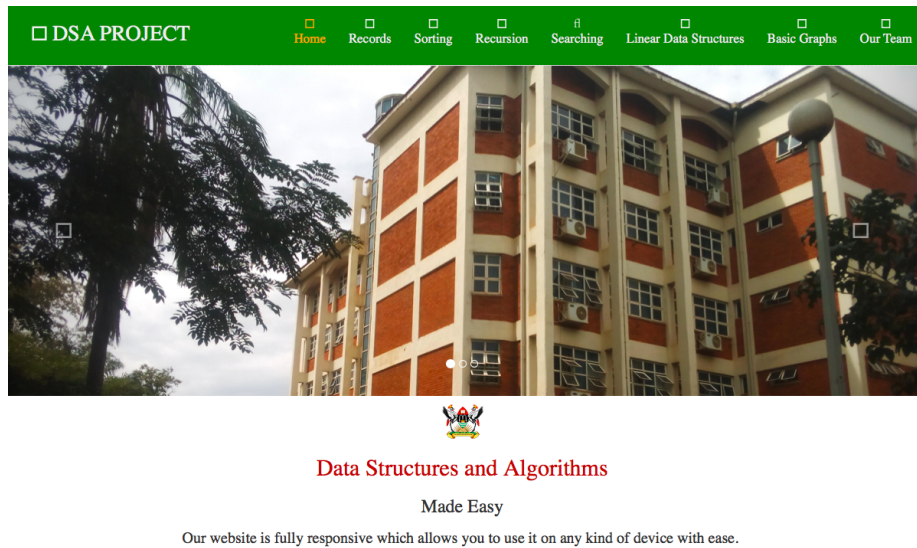 DSA PROJECT
Home
Records
Sorting
Recursion
Searching
Linear Data Structures
Basic Graphs
Our Team
Data Structures and Algorithms
Made Easy
Our website is fully responsive which allows you to use it on any kind of device with ease.